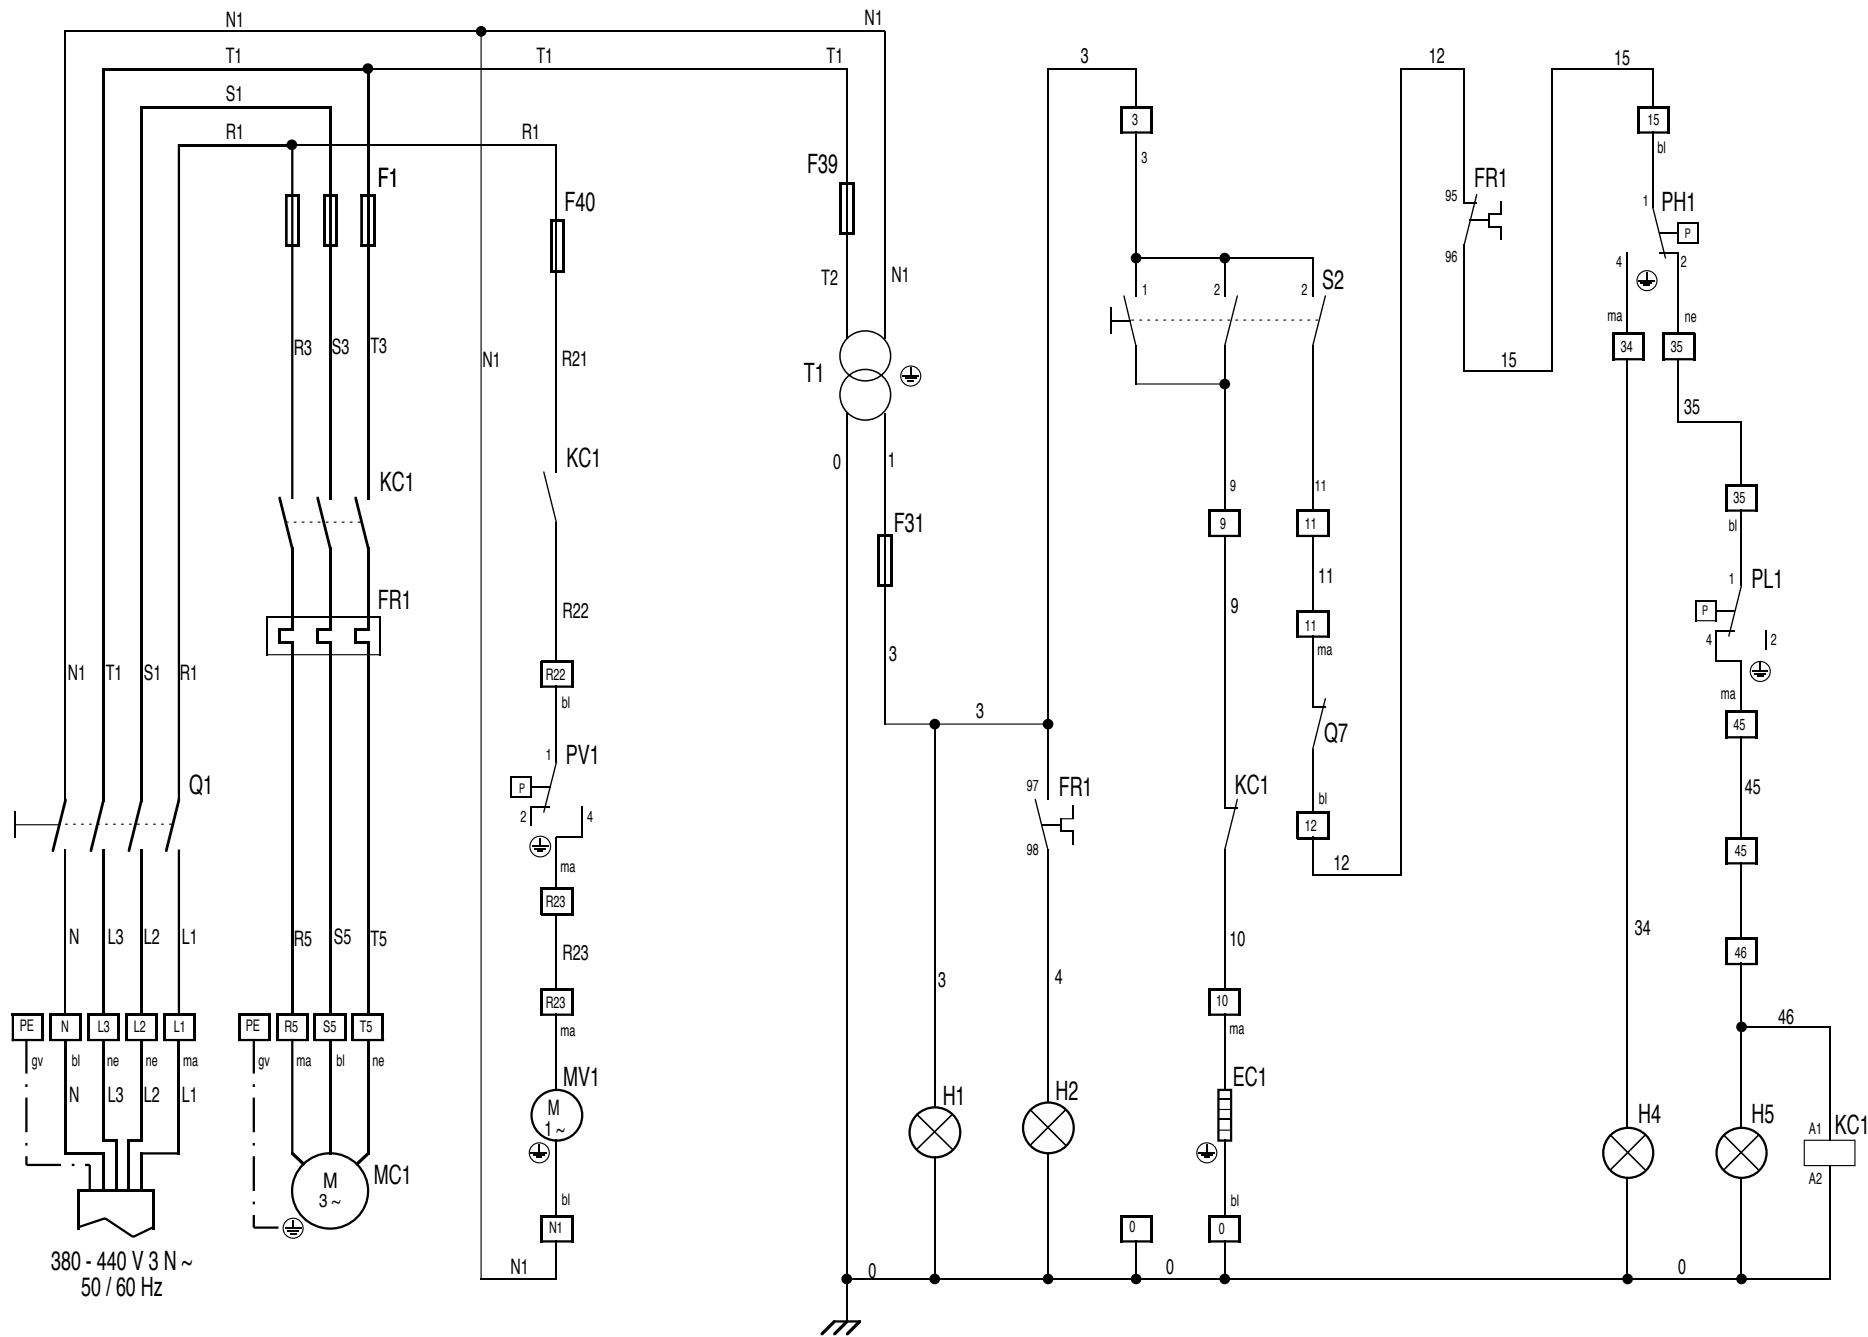 N1 N1
T1 T1 T1 3 12 15
S1
R1 R1
3 15
3 bl
F1 F39 F40
95 FR1 1 PH1 P
96 4 2
T2 N1 1 2 2 S2
ma ne
R3 S3 T3 N1 R21 34 35
T1 15
35
0 1 KC1
KC1 9 11 35
F31 9 11 bl
11 1 PL1
FR1 9 R22 11 P
4 2
3 ma
N1 T1 S1 R1 R22
bl ma
3 45
Q7
1 PV1
Q1 P 97 FR1 KC1 45
2 4 bl
12
98 45
ma 12
R23
N L3 L2 L1 R5 S5 T5 R23 10 34 46
3 4
R23 10
PE N L3 L2 L1 PE R5 S5 T5 ma ma 46
gv bl ne ne ma gv ma bl ne
MV1 EC1
N L3 L2 L1 M H1 H2 H4 H5 A1 KC1
1 ~
M MC1 A2
3 ~ bl bl
N1 0 0
380 - 440 V 3 N ~
50 / 60 Hz
N1 0 0 0